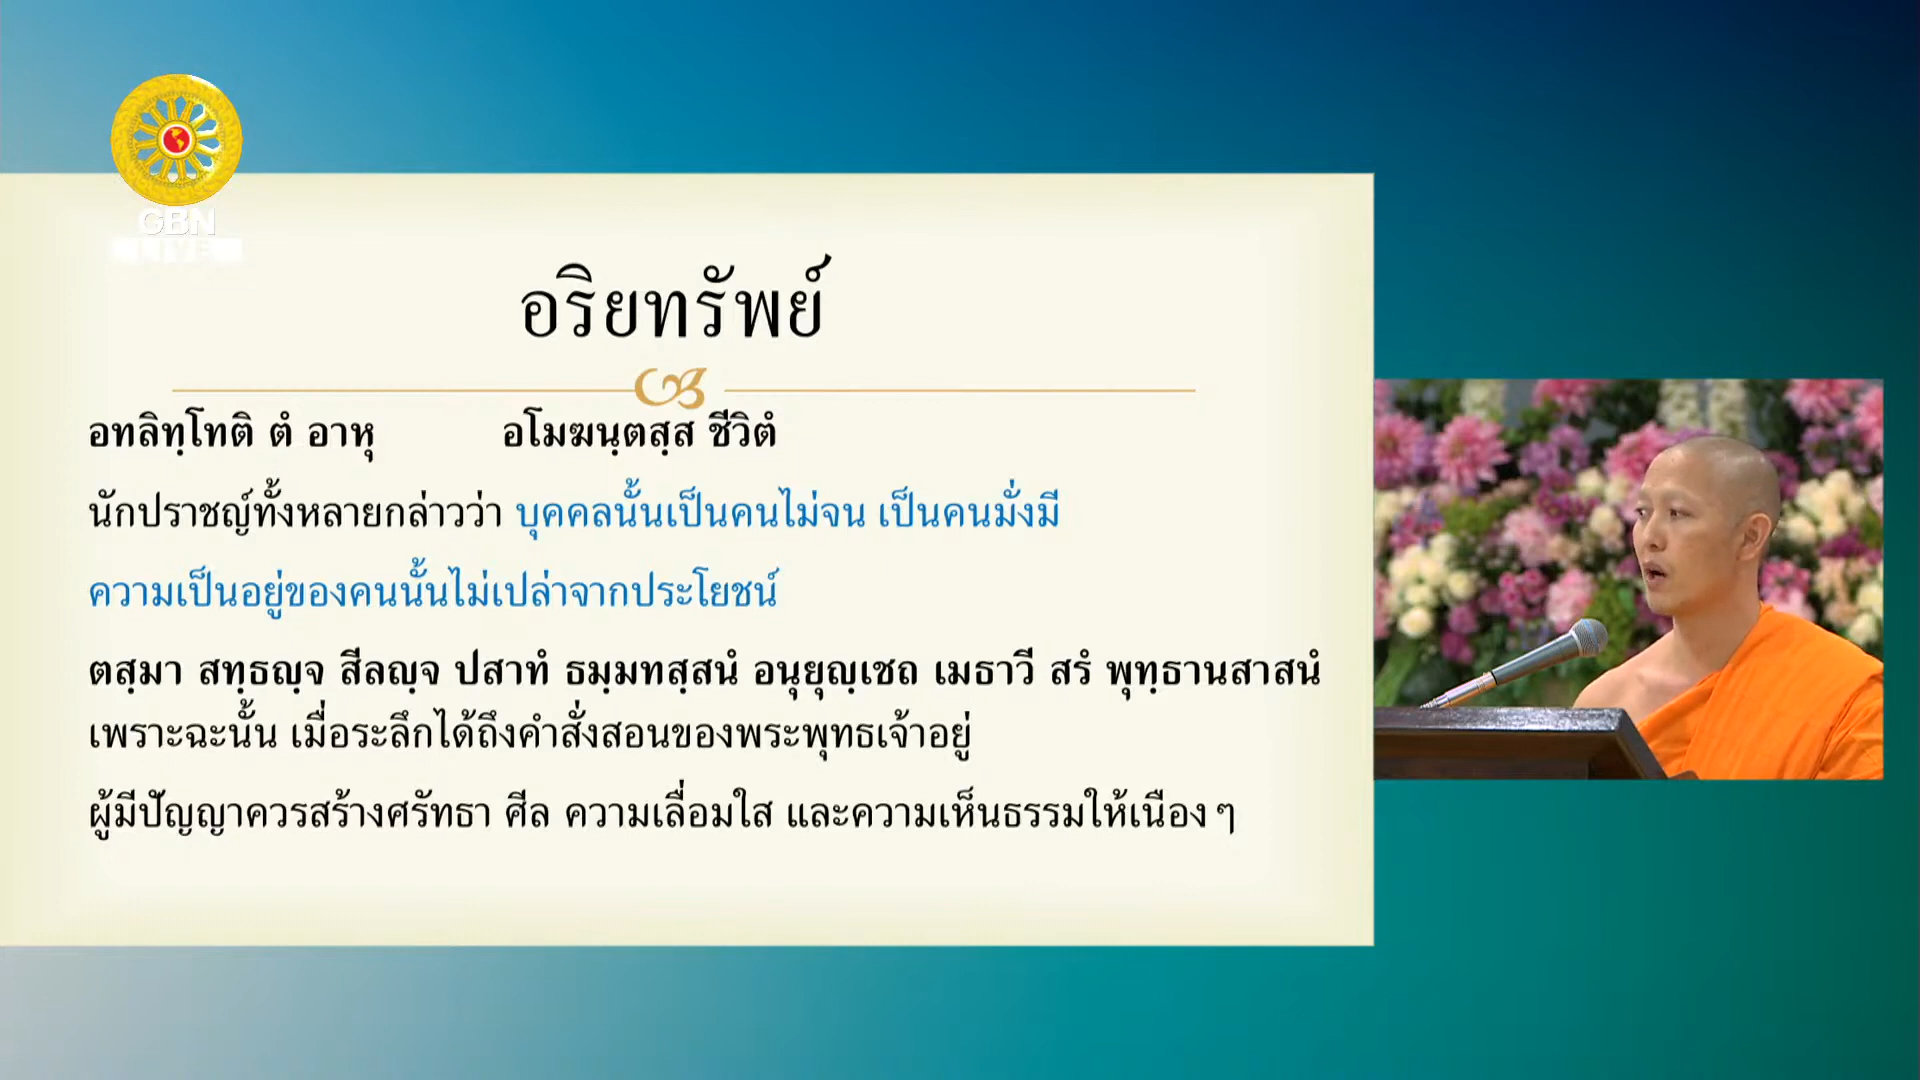 GBN
LIVE
อริยทรัพย์
อทลิทฺโทติ ตํ อาหุ อโมฆนฺตสฺส ชีวิตํ
นักปราชญ์ทั้งหลายกล่าวว่า บุคคลนั้นเป็นคนไม่จน เป็นคนมั่งมี
ความเป็นอยู่ของคนนั้นไม่เปล่าจากประโยชน์
ตสฺมา สทฺธญฺจ สีลญฺจ ปสาทํ ธมฺมทสฺสนํ อนุยุญฺเชถ เมธาวี สรํ พุทฺธานสาสนํ
เพราะฉะนั้น เมื่อระลึกได้ถึงคำสั่งสอนของพระพุทธเจ้าอยู่
ผู้มีปัญญาควรสร้างศรัทธา ศีล ความเลื่อมใส และความเห็นธรรมให้เนือง ๆ